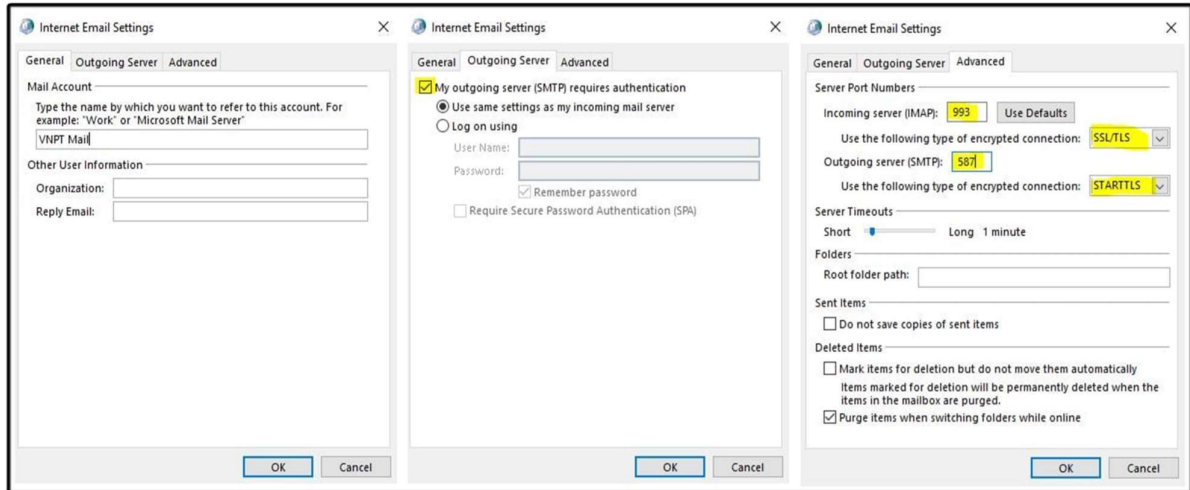 Internet Email Settings
General Outgoing Server Advanced
Mail Account
Type the name by which you want to refer to this account. For
example: "Work" or "Microsoft Mail Server"
VNPT Mail
Other User Information
Organization:
Reply Email:
OK Cancel
Internet Email Settings
General Outgoing Server Advanced
My outgoing server (SMTP) requires authentication
Use same settings as my incoming mail server
Log on using
User Name:
Password:
Remember password
Require Secure Password Authentication (SPA)
OK Cancel
Internet Email Settings
General Outgoing Server Advanced
Server Port Numbers
Incoming server (IMAP): 993 Use Defaults
Use the following type of encrypted connection: SSL/TLS
Outgoing server (SMTP): 587
Use the following type of encrypted connection: STARTTLS
Server Timeouts
Short Long 1 minute
Folders
Root folder path:
Sent Items
Do not save copies of sent items
Deleted Items
Mark items for deletion but do not move them automatically
Items marked for deletion will be permanently deleted when the
items in the mailbox are purged.
Purge items when switching folders while online
OK Cancel